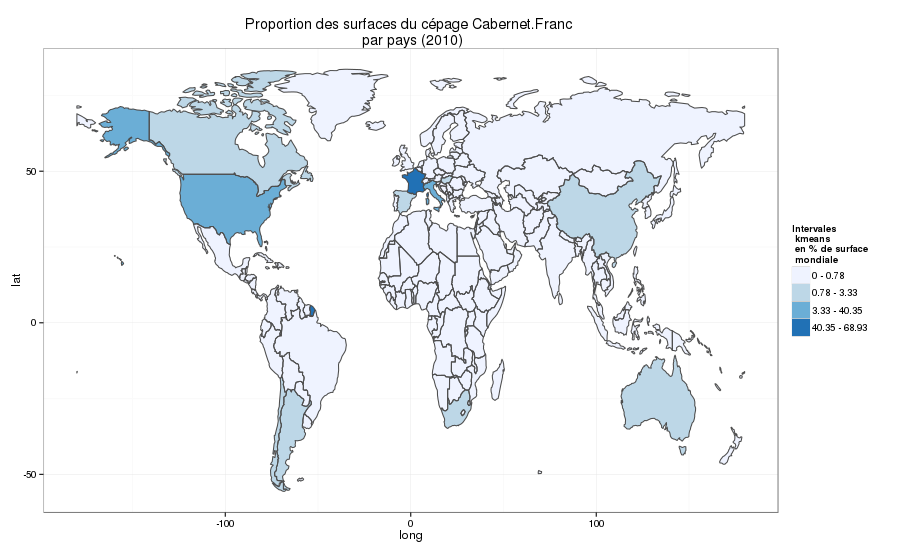 Proportion des surfaces du cépage Cabernet.Franc
par pays (2010)
lat
50
0
-50
-100
0
100
long
Intervales
kmeans
en % de surface
mondiale
0 - 0.78
0.78 - 3.33
3.33 - 40.35
40.35 - 68.93